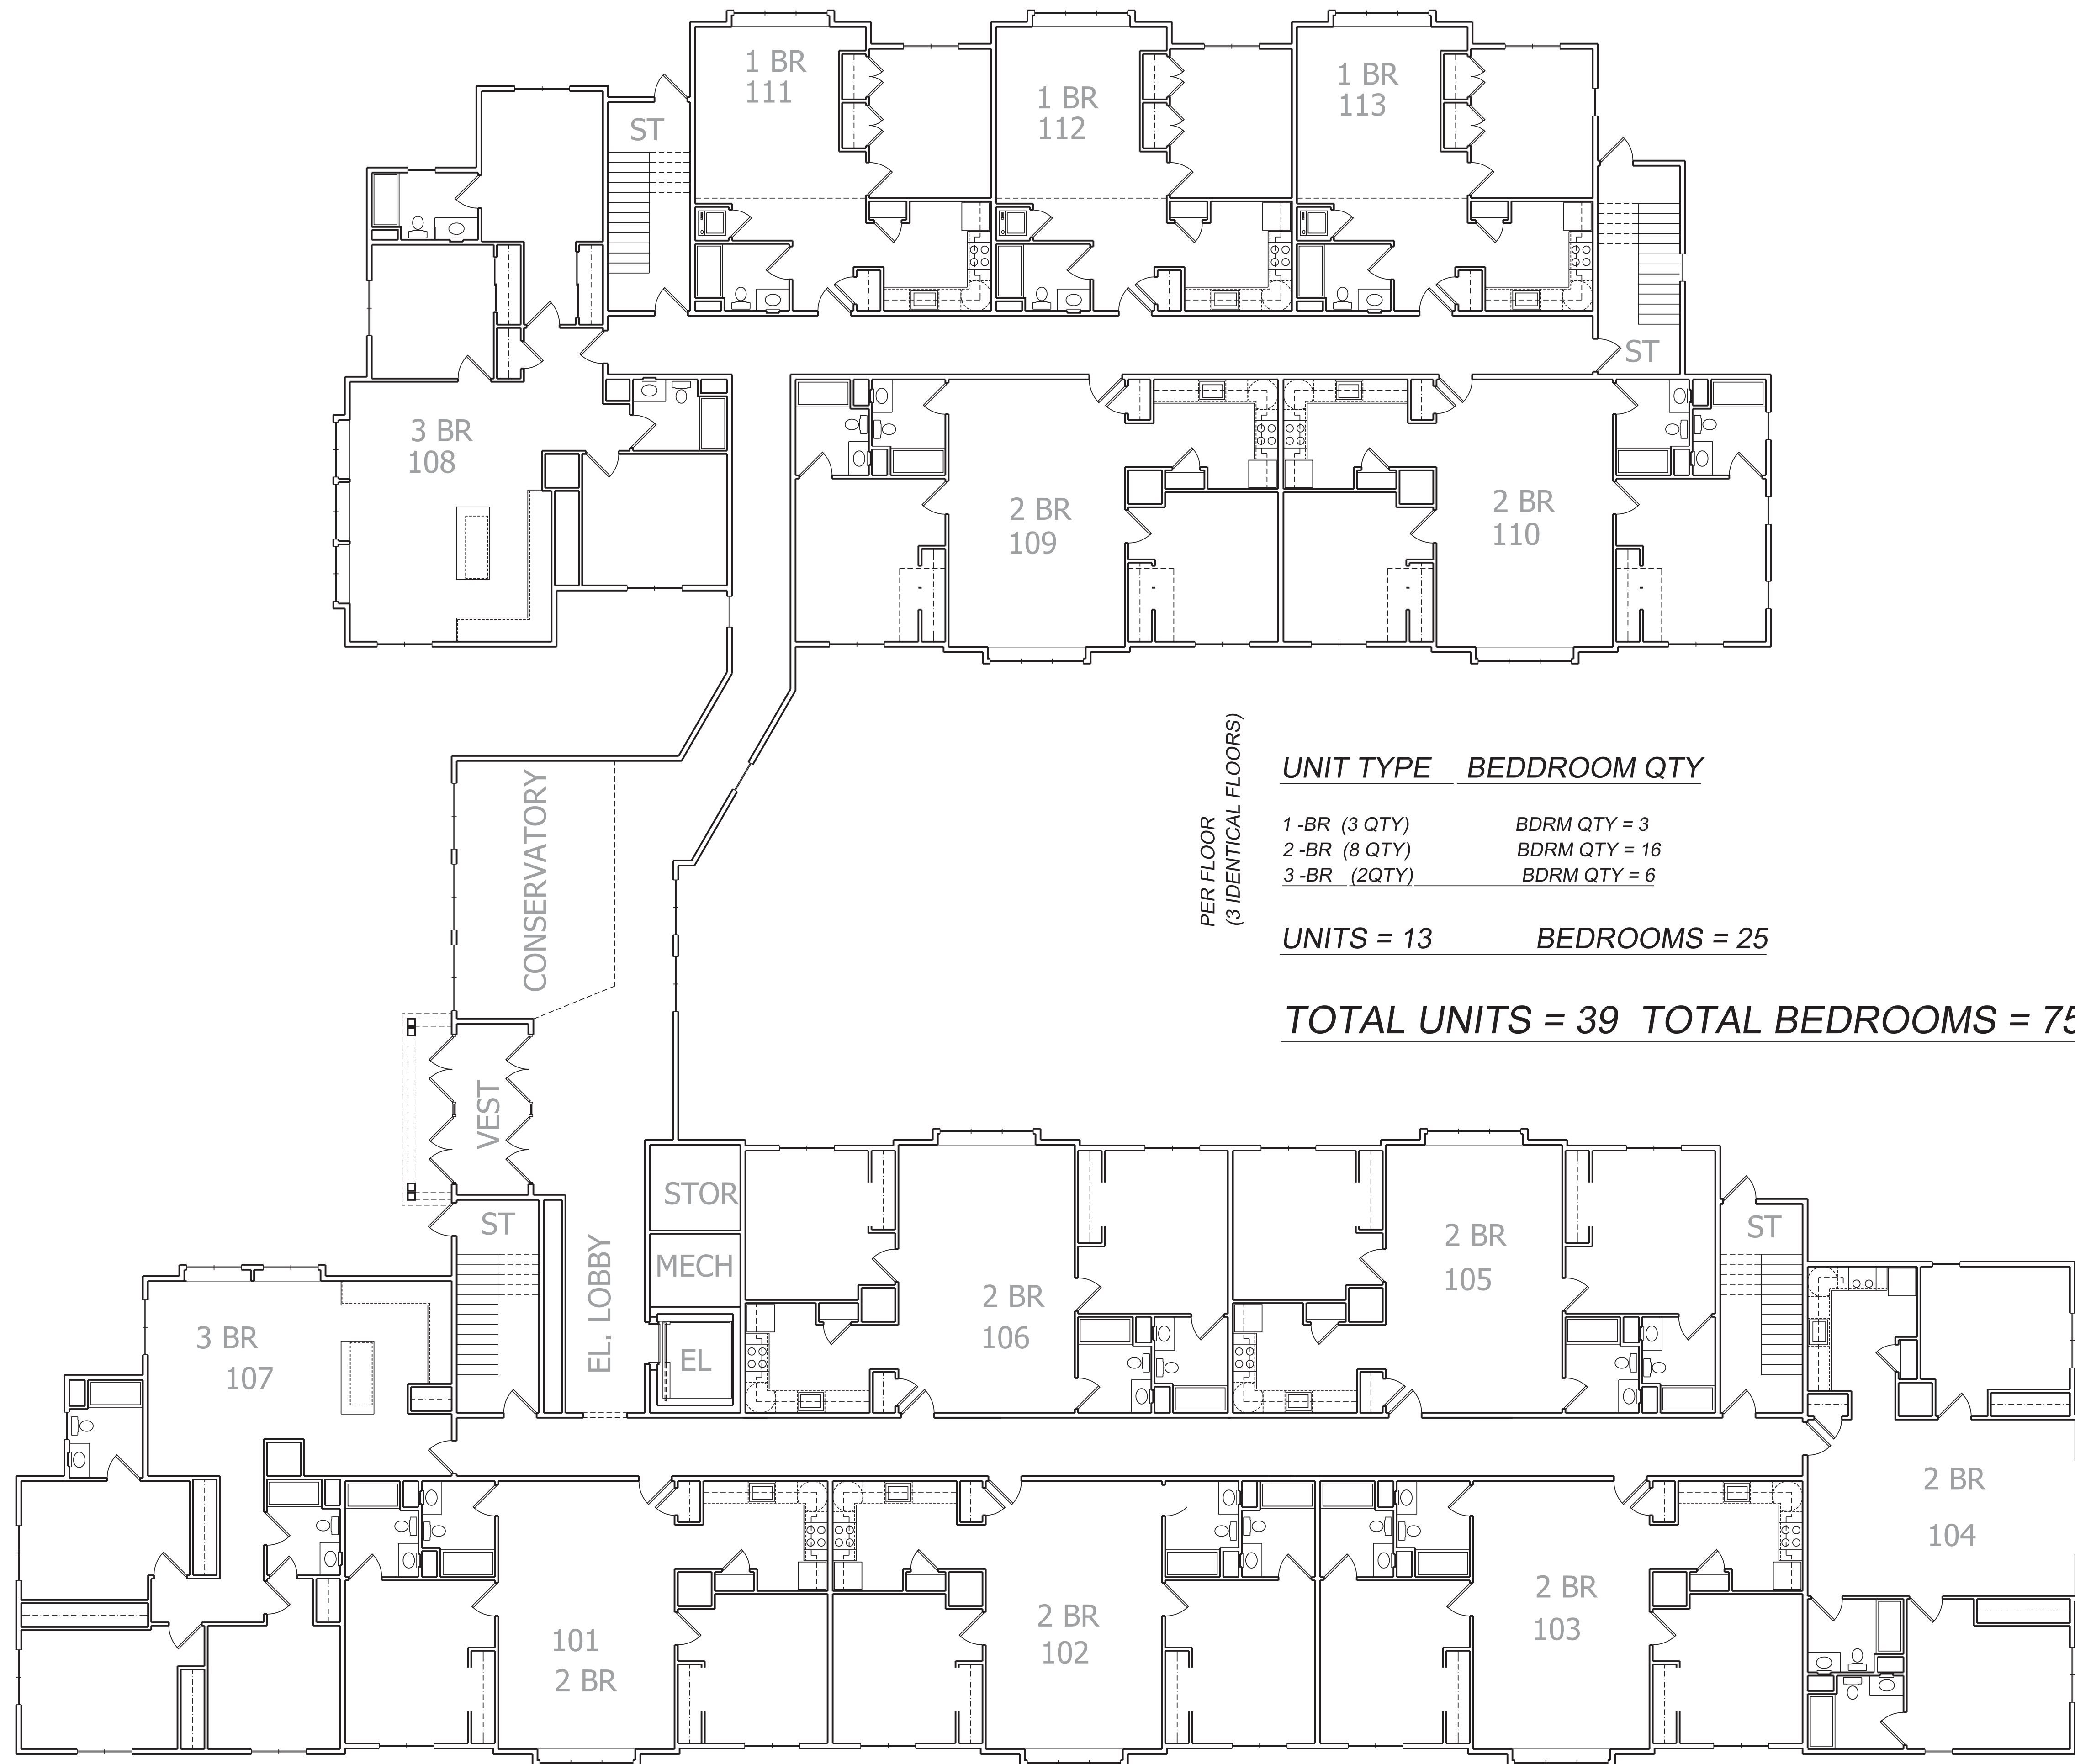 1 BR
111
1 BR
112
1 BR
113
ST
ST
3 BR
108
2 BR
109
2 BR
110
PER FLOOR
(3 IDENTICAL FLOORS)
UNIT TYPE BEDDROOM QTY
1 -BR (3 QTY) BDRM QTY = 3
2 -BR (8 QTY) BDRM QTY = 16
3 -BR (2QTY) BDRM QTY = 6
UNITS = 13 BEDROOMS = 25
TOTAL UNITS = 39 TOTAL BEDROOMS = 75
CONSERVATORY
VEST
ST
STOR
MECH
EL. LOBBY
EL
2 BR
106
2 BR
105
ST
3 BR
107
2 BR
104
101
2 BR
2 BR
102
2 BR
103